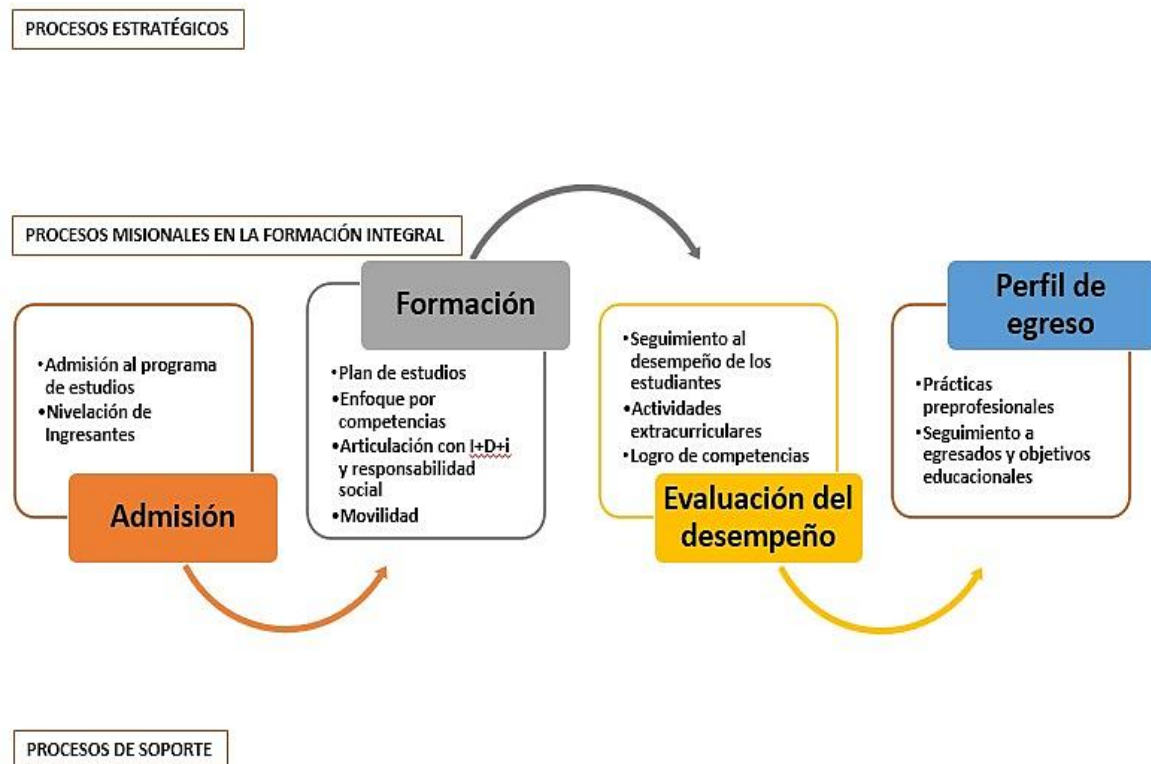 PROCESOS ESTRATÉGICOS
PROCESOS MISIONALES EN LA FORMACIÓN INTEGRAL
•Admisión al programa
de estudios
•Nivelación de
Ingresantes
Admisión
Formación
•Plan de estudios
•Enfoque por
competencias
•Articulación con I+D+i
y responsabilidad
social
•Movilidad
•Seguimiento al
desempeño de los
estudiantes
•Actividades
extracurriculares
•Logro de competencias
Evaluación del
desempeño
Perfil de
egreso
•Prácticas
preprofesionales
•Seguimiento a
egresados y objetivos
educacionales
PROCESOS DE SOPORTE